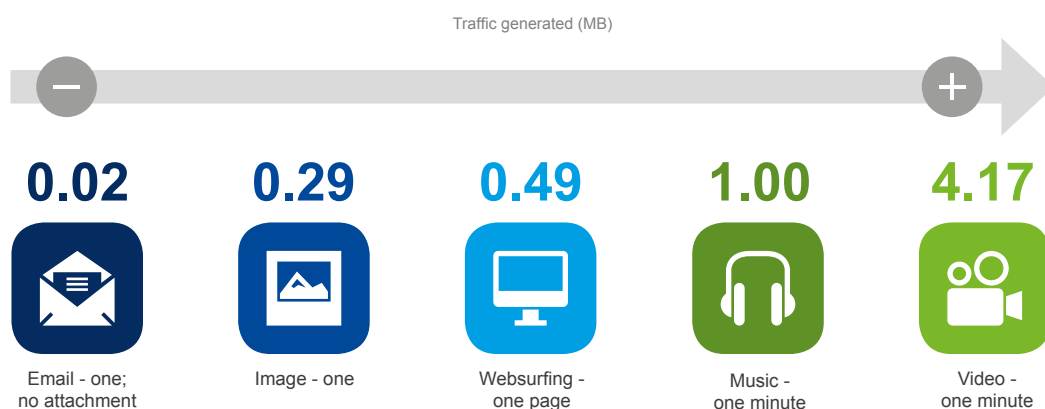 Traffic generated (MB)
0.02
0.29
0.49
1.00
4.17
Email - one;
no attachment
Image - one
Websurfing -
one page
Music -
one minute
Video -
one minute